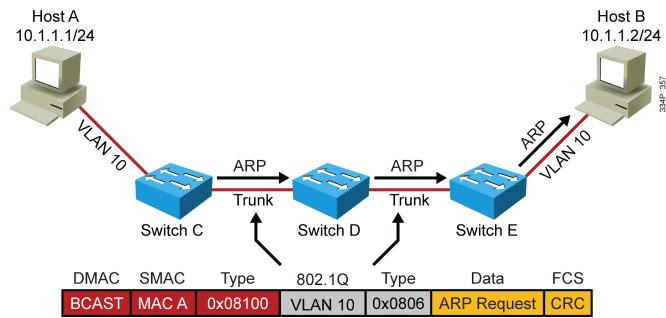 Host A
10.1.1.1/24
Host B
10.1.1.2/24
334P_357
VLAN 10
ARP
ARP
ARP
VLAN 10
Trunk
Trunk
Switch C
Switch D
Switch E
DMAC SMAC Type 802.1Q Type Data FCS
BCAST MAC A 0x08100 VLAN 10 0x0806 ARP Request CRC